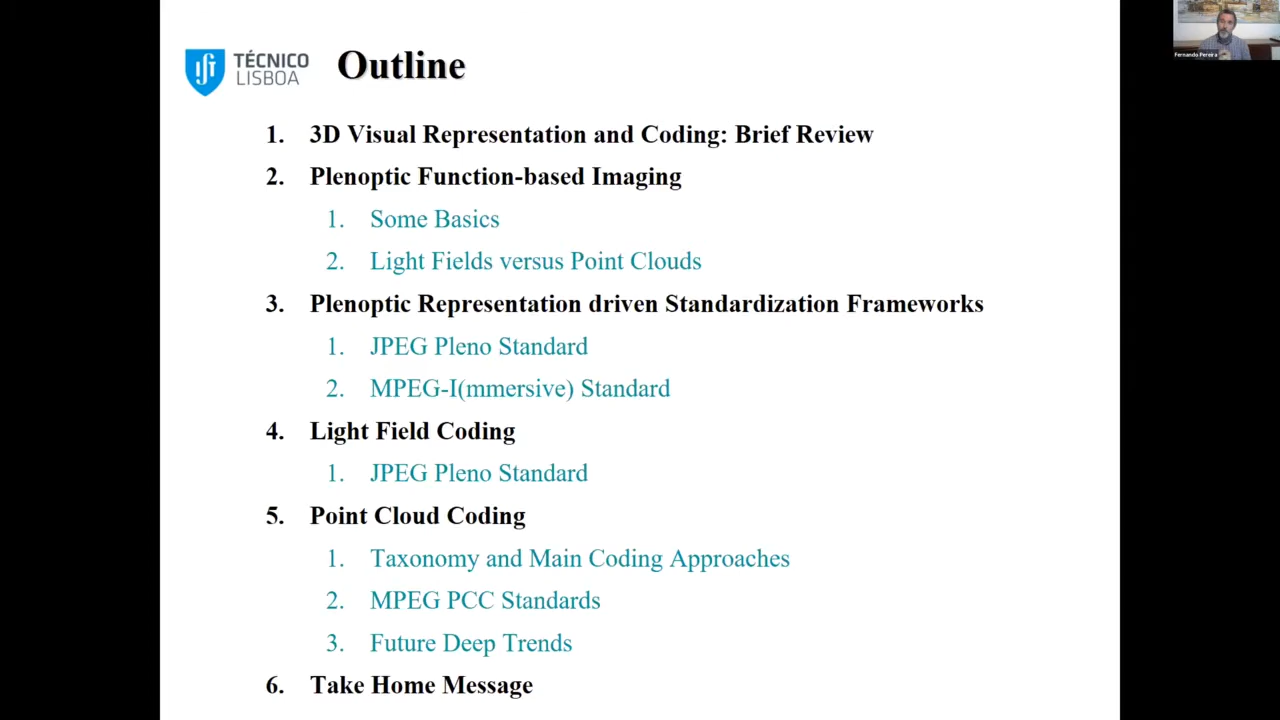 TÉCNICO
LISBOA
Outline
1. 3D Visual Representation and Coding: Brief Review
2. Plenoptic Function-based Imaging
1. Some Basics
2. Light Fields versus Point Clouds
3. Plenoptic Representation driven Standardization Frameworks
1. JPEG Pleno Standard
2. MPEG-I(mmersive) Standard
4. Light Field Coding
1. JPEG Pleno Standard
5. Point Cloud Coding
1. Taxonomy and Main Coding Approaches
2. MPEG PCC Standards
3. Future Deep Trends
6. Take Home Message
Fernando Pereira